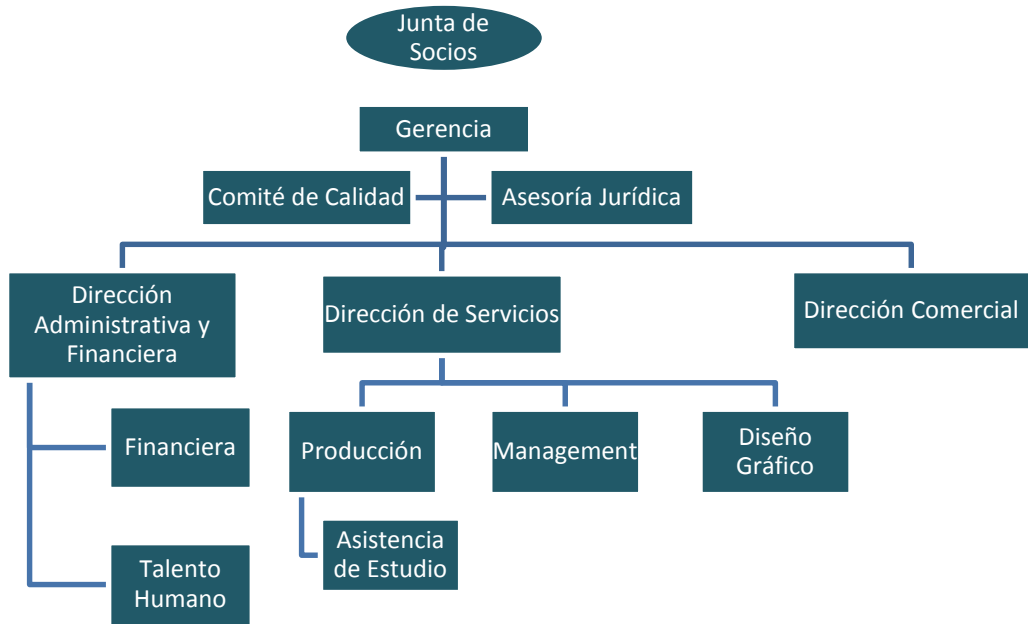 Junta de
Socios
Gerencia
Comité de Calidad
Asesoría Jurídica
Dirección
Administrativa y
Financiera
Dirección de Servicios
Dirección Comercial
Financiera
Producción
Management
Diseño
Gráfico
Talento
Humano
Asistencia
de Estudio